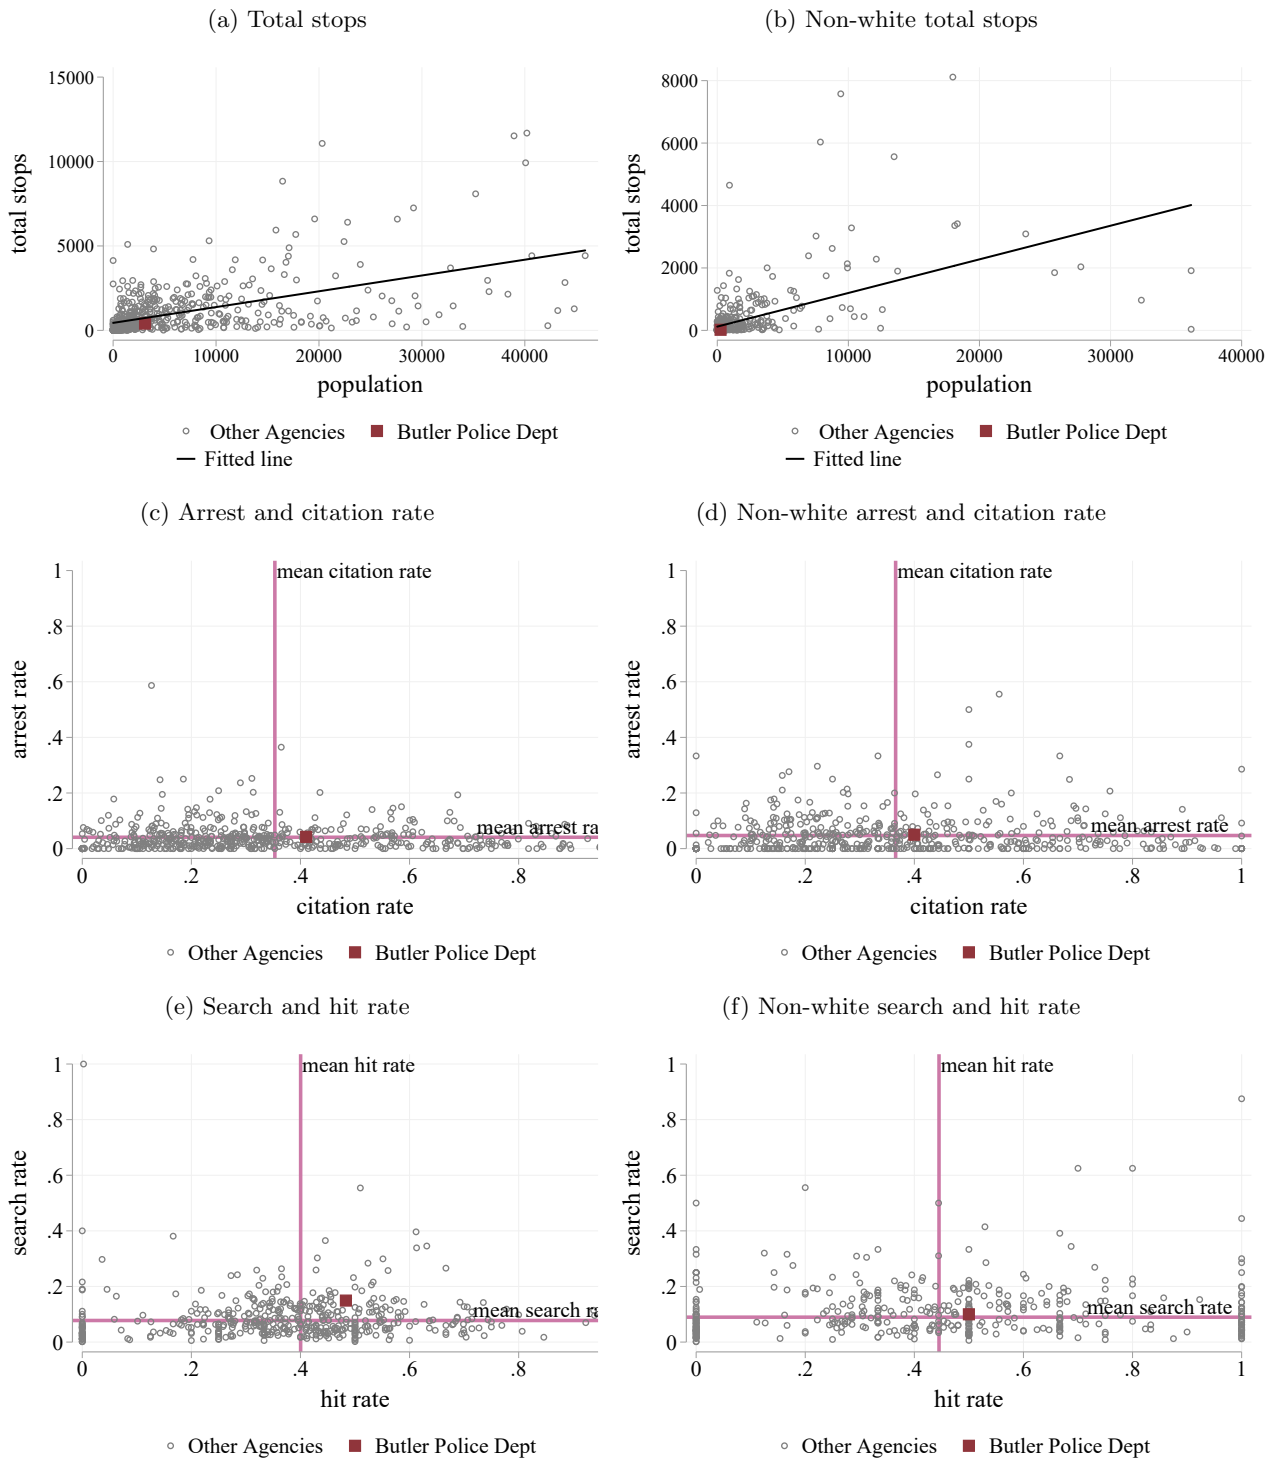 (a) Total stops
(b) Non-white total stops
15000
10000
5000
0
total stops
0 10000 20000 30000 40000
population
Other Agencies Butler Police Dept
Fitted line
8000
6000
4000
2000
0
total stops
0 10000 20000 30000 40000
population
Other Agencies Butler Police Dept
Fitted line
(c) Arrest and citation rate
(d) Non-white arrest and citation rate
1
.8
.6
.4
.2
0
arrest rate
mean citation rate
mean arrest ra
0 .2 .4 .6 .8
citation rate
Other Agencies Butler Police Dept
1
.8
.6
.4
.2
0
arrest rate
mean citation rate
mean arrest rate
0 .2 .4 .6 .8 1
citation rate
Other Agencies Butler Police Dept
(e) Search and hit rate
(f) Non-white search and hit rate
1
.8
.6
.4
.2
0
search rate
mean hit rate
mean search ra
0 .2 .4 .6 .8
hit rate
Other Agencies Butler Police Dept
1
.8
.6
.4
.2
0
search rate
mean hit rate
mean search rate
0 .2 .4 .6 .8 1
hit rate
Other Agencies Butler Police Dept